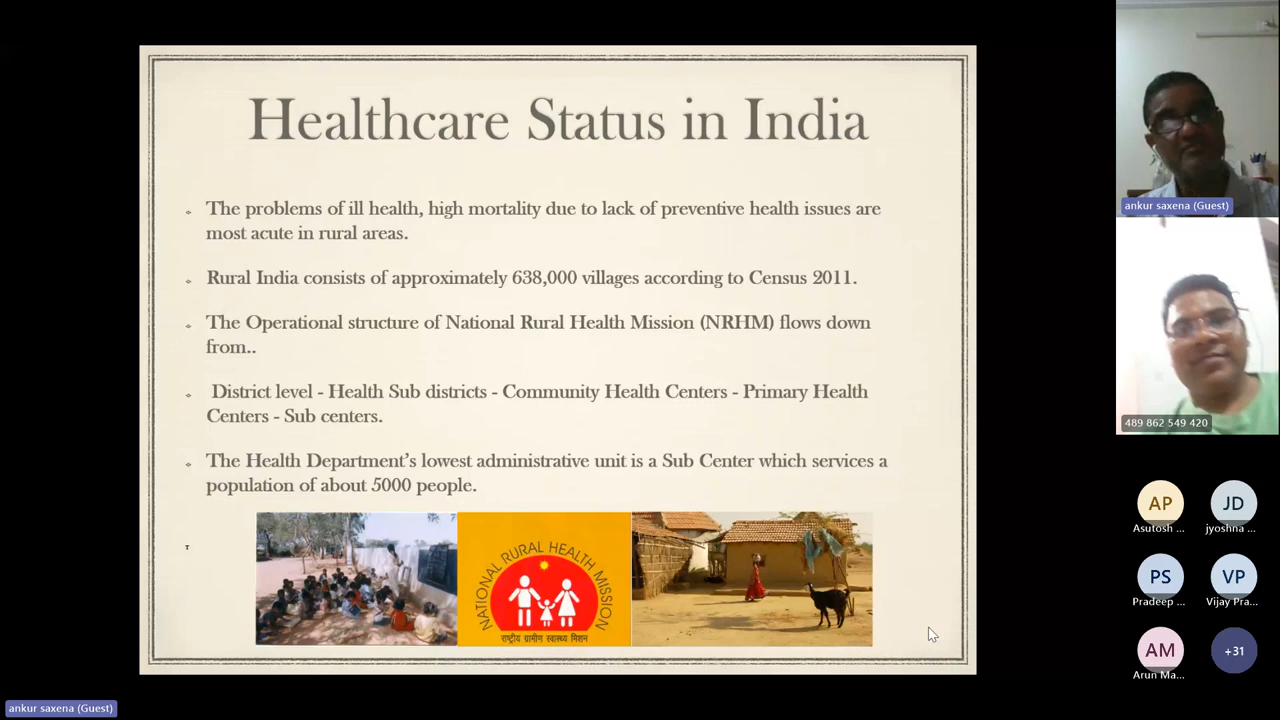 Healthcare Status in India
The problems of ill health, high mortality due to lack of preventive health issues are
most acute in rural areas.
Rural India consists of approximately 638,000 villages according to Census 2011.
The Operational structure of National Rural Health Mission (NRHM) flows down
from..
District level - Health Sub districts - Community Health Centers - Primary Health
Centers - Sub centers.
The Health Department's lowest administrative unit is a Sub Center which services a
population of about 5000 people.
T
NATIONAL RURAL HEALTH MISSION
राष्ट्रीय ग्रामीण स्वास्थ्य मिशन
ankur saxena (Guest)
489 862 549 420
AP
JD
Asutosh ...
jyoshna ...
PS
VP
Pradeep ...
Vijay Pra...
AM
+31
Arun Ma...
ankur saxena (Guest)